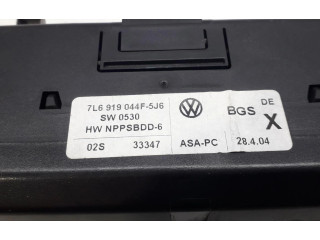 7L6 919 044F-5J6
SW 0530
HW NPPSBDD-6
02S 33347
ASA-PC
BGS
DE
X
28.4.04